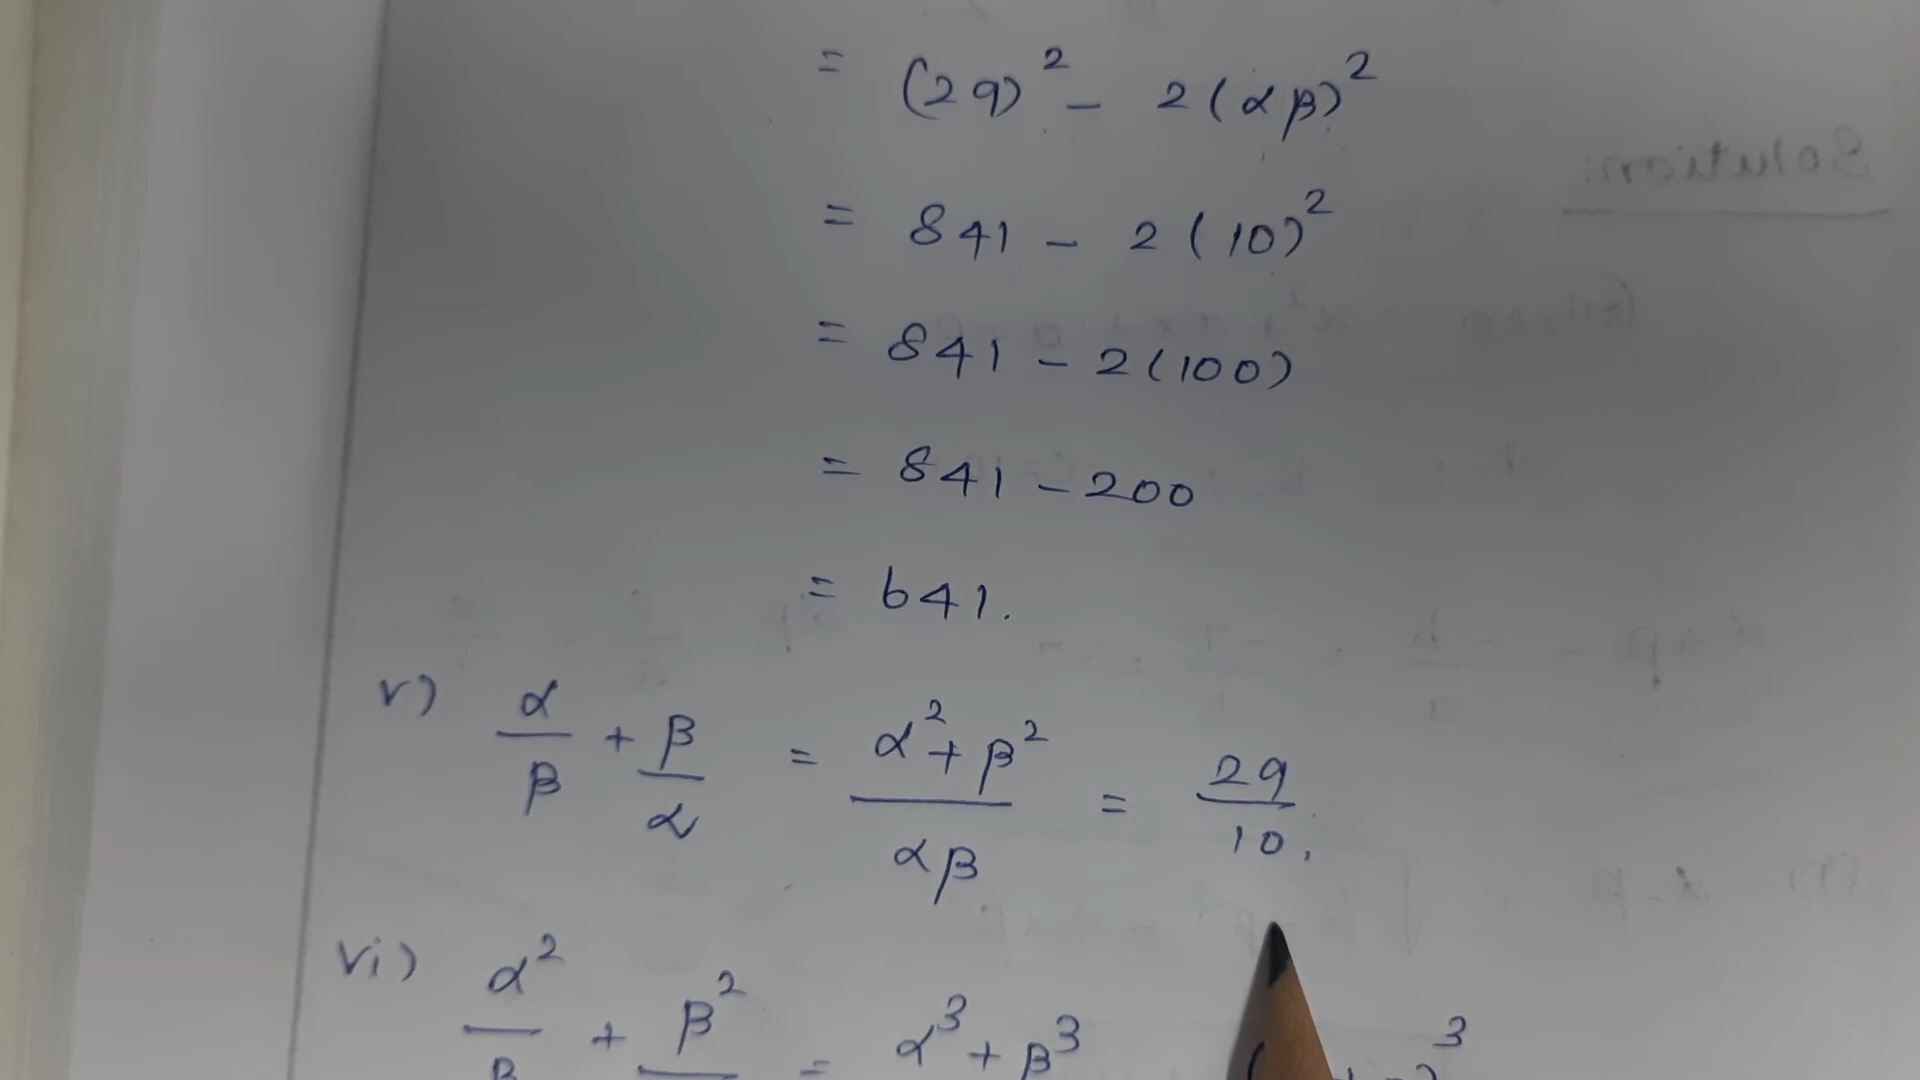 = (29)² - 2(αβ)²
= 841 - 2(10)²
= 841 - 2(100)
= 841 - 200
= 641.
v) α/β + β/α = α²+β²/αβ = 29/10.
vi) α²/β + β² = α³+β³ ³
Solution: